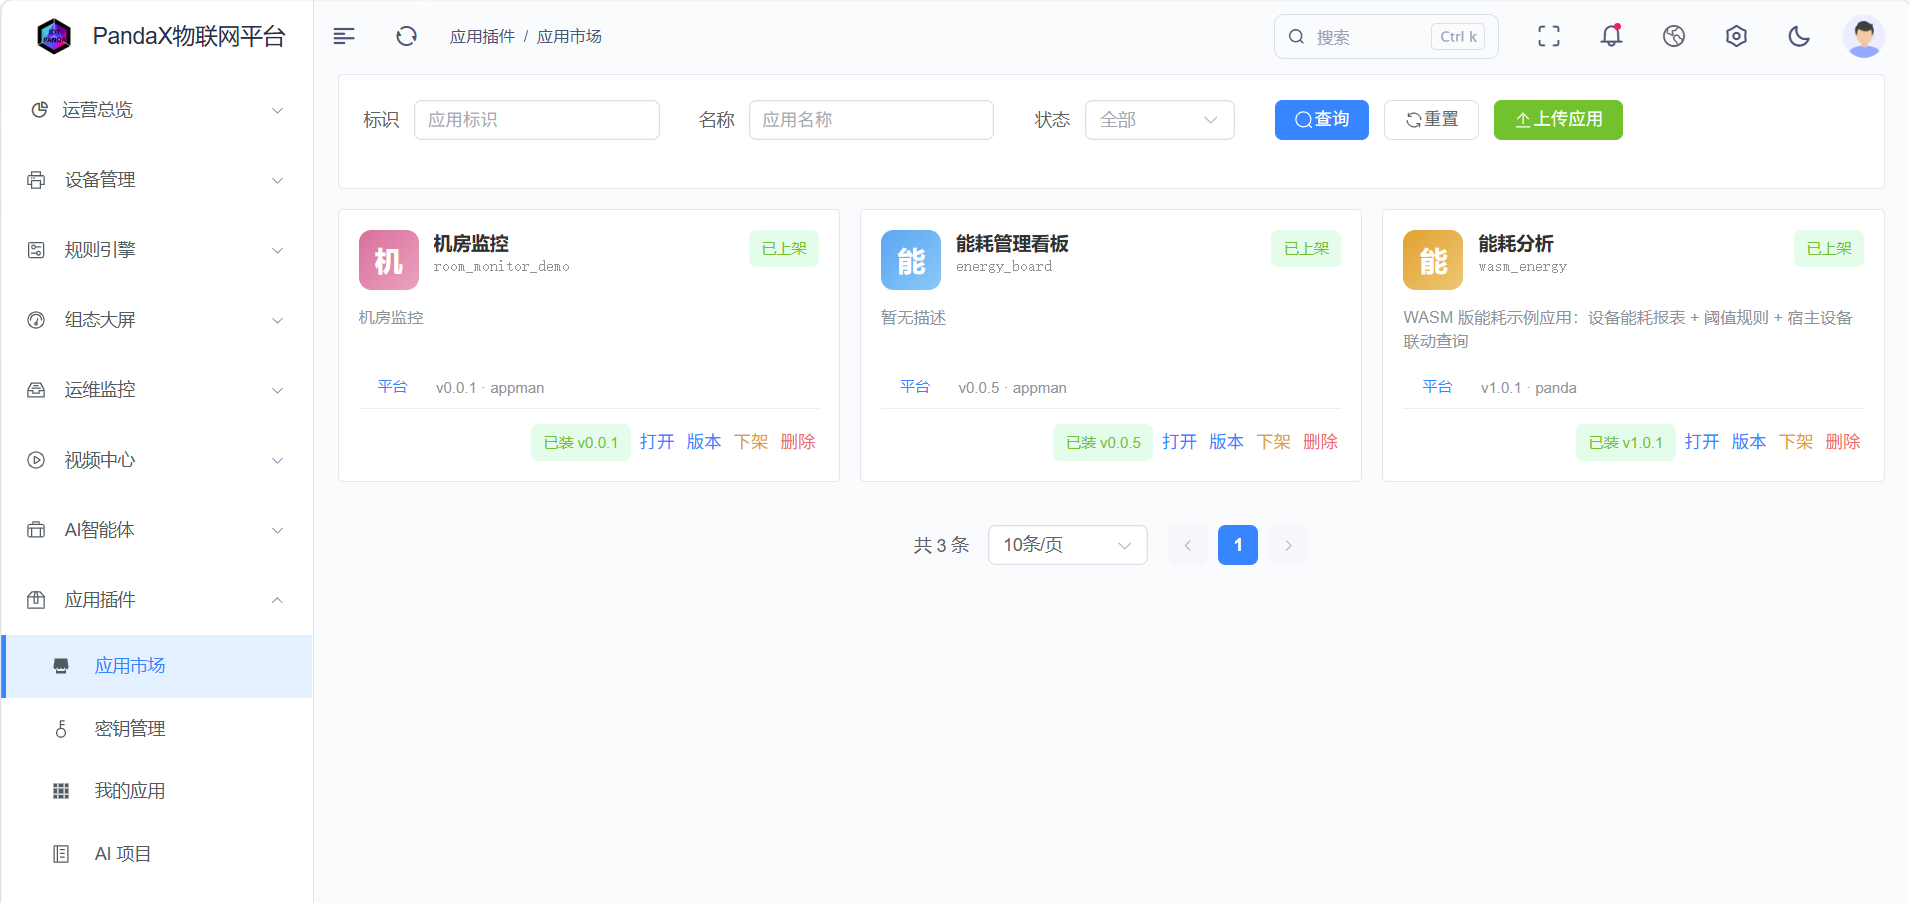 PandaX物联网平台
应用插件 / 应用市场
搜索 Ctrl k
运营总览
设备管理
规则引擎
组态大屏
运维监控
视频中心
AI智能体
应用插件
应用市场
密钥管理
我的应用
AI 项目
标识 应用标识 名称 应用名称 状态 全部 查询 重置 上传应用
机
机房监控
room_monitor_demo
已上架
机房监控
平台 v0.0.1 · appman
已装 v0.0.1 打开 版本 下架 删除
能
能耗管理看板
energy_board
已上架
暂无描述
平台 v0.0.5 · appman
已装 v0.0.5 打开 版本 下架 删除
能
能耗分析
wasm_energy
已上架
WASM 版能耗示例应用：设备能耗报表 + 阈值规则 + 宿主设备
联动查询
平台 v1.0.1 · panda
已装 v1.0.1 打开 版本 下架 删除
共 3 条 10条/页 1